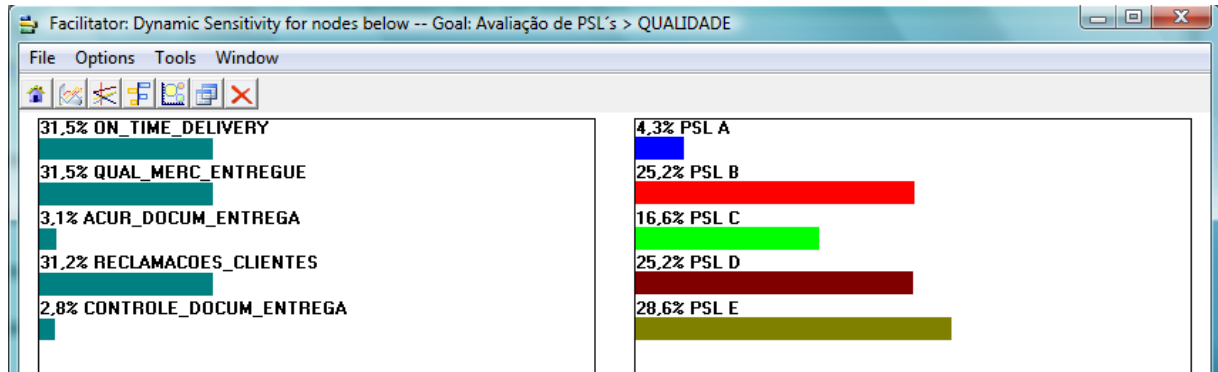 Facilitator: Dynamic Sensitivity for nodes below -- Goal: Avaliação de PSL´s > QUALIDADE
File Options Tools Window
31,5% ON_TIME_DELIVERY
31,5% QUAL_MERC_ENTREGUE
3,1% ACUR_DOCUM_ENTREGA
31,2% RECLAMACOES_CLIENTES
2,8% CONTROLE_DOCUM_ENTREGA
4,3% PSL A
25,2% PSL B
16,6% PSL C
25,2% PSL D
28,6% PSL E